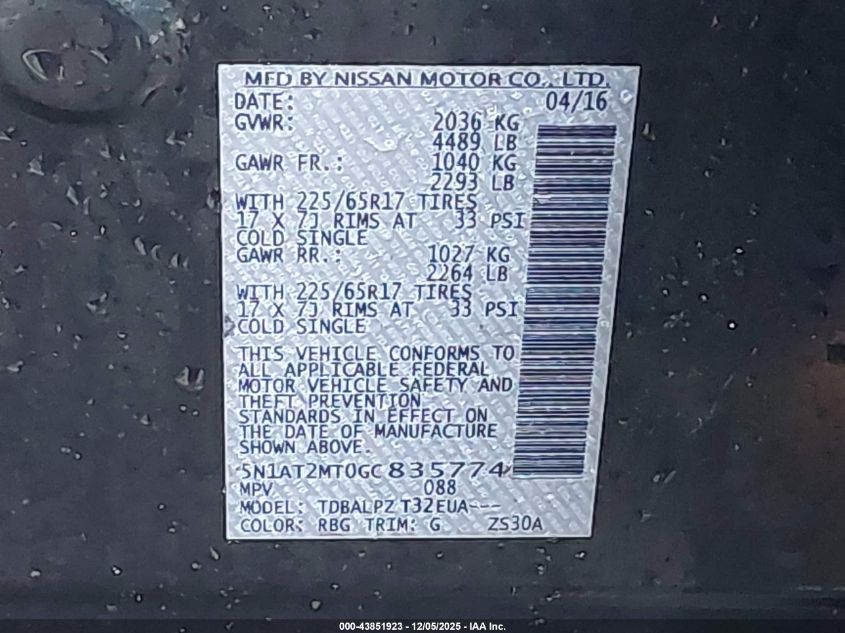 MFD BY NISSAN MOTOR CO., LTD.
DATE: 04/16
GVWR: 2036 KG
4489 LB
GAWR FR.: 1040 KG
2293 LB
WITH 225/65R17 TIRES
17 X 7J RIMS AT 33 PSI
COLD SINGLE
GAWR RR.: 1027 KG
2264 LB
WITH 225/65R17 TIRES
17 X 7J RIMS AT 33 PSI
COLD SINGLE
THIS VEHICLE CONFORMS TO
ALL APPLICABLE FEDERAL
MOTOR VEHICLE SAFETY AND
THEFT PREVENTION
STANDARDS IN EFFECT ON
THE DATE OF MANUFACTURE
SHOWN ABOVE.
5N1AT2MT0GC835774
MPV 088
MODEL: TDBALPZ T32EUA---
COLOR: RBG TRIM: G ZS30A
000-43851923 - 12/05/2025 - IAA Inc.